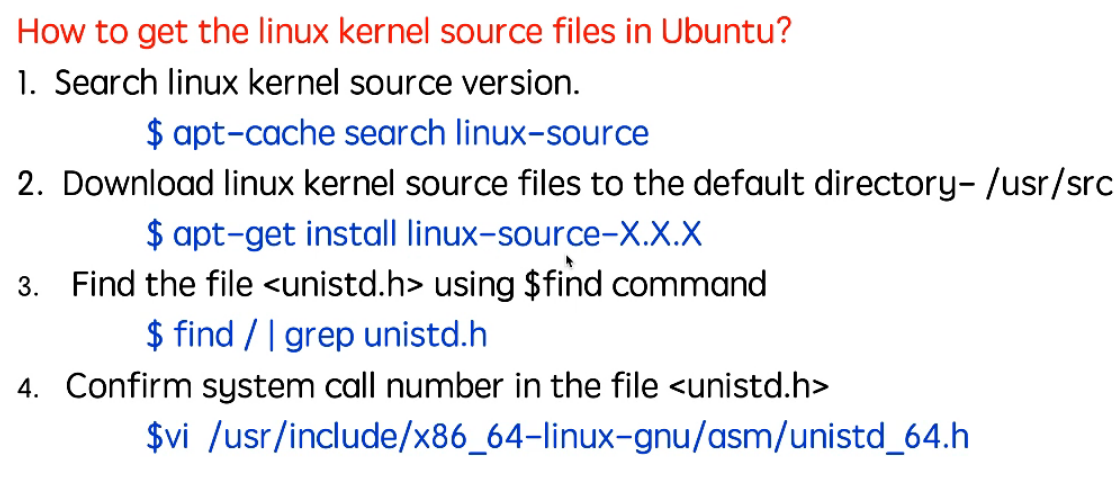 How to get the linux kernel source files in Ubuntu?
1. Search linux kernel source version.
$ apt-cache search linux-source
2. Download linux kernel source files to the default directory- /usr/src
$ apt-get install linux-source-X.X.X
3. Find the file <unistd.h> using $find command
$ find / | grep unistd.h
4. Confirm system call number in the file <unistd.h>
$vi /usr/include/x86_64-linux-gnu/asm/unistd_64.h